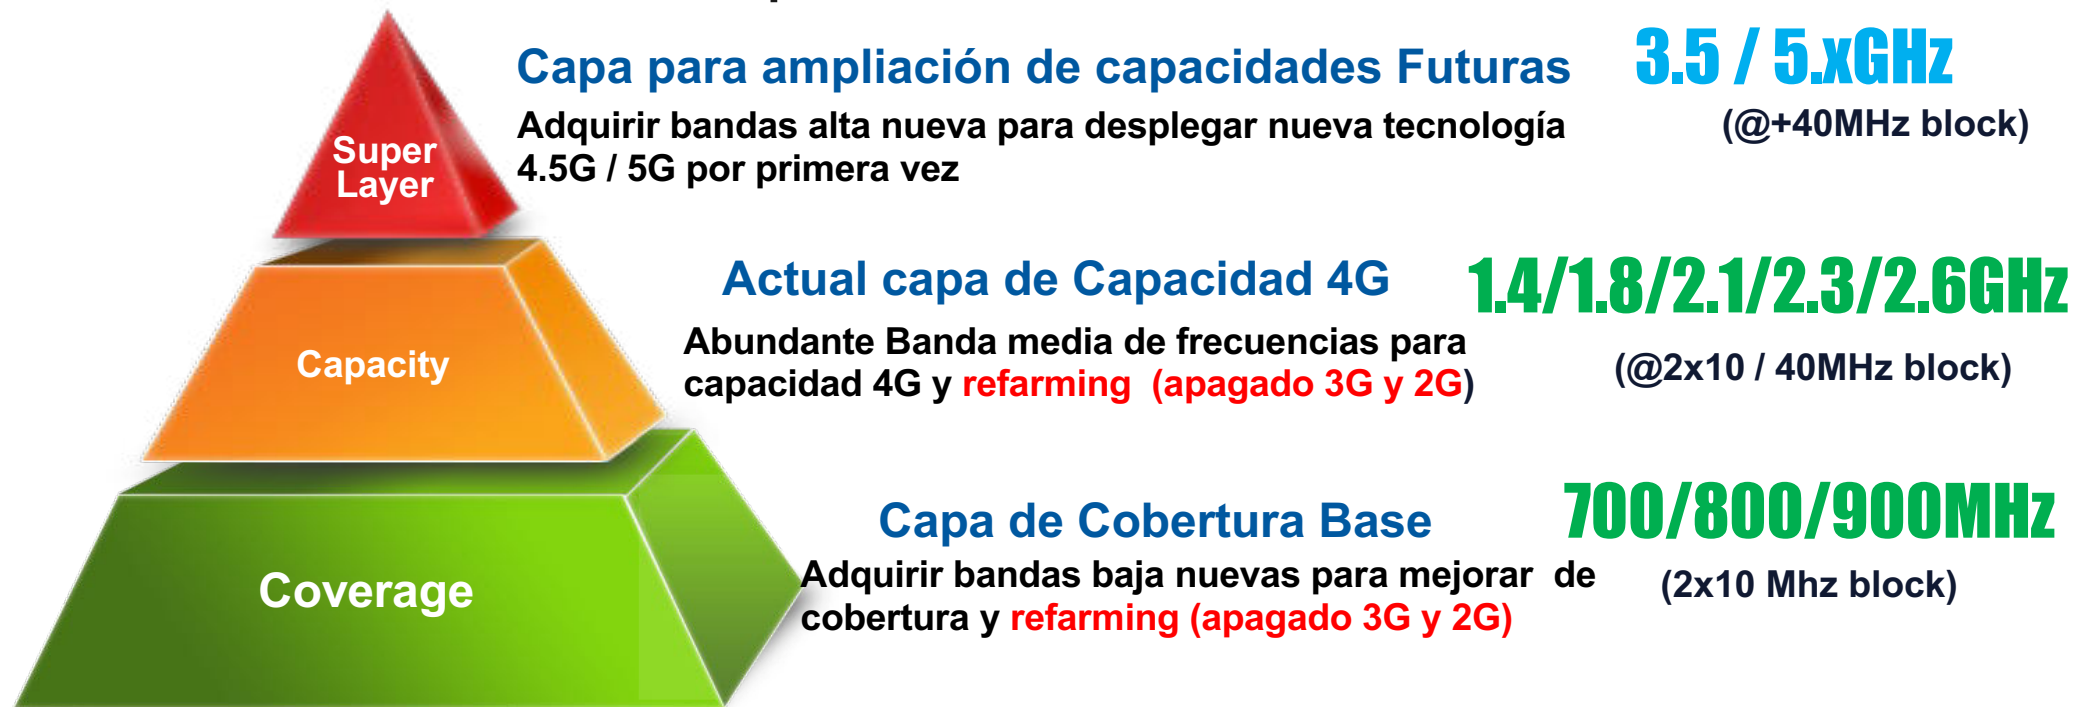 Capa para ampliación de capacidades Futuras
3.5 / 5.xGHz
Adquirir bandas alta nueva para desplegar nueva tecnología
4.5G / 5G por primera vez
(@+40MHz block)
Super
Layer
Actual capa de Capacidad 4G
1.4/1.8/2.1/2.3/2.6GHz
Abundante Banda media de frecuencias para
capacidad 4G y refarming (apagado 3G y 2G)
(@2x10 / 40MHz block)
Capacity
Capa de Cobertura Base
700/800/900MHz
Adquirir bandas baja nuevas para mejorar de
cobertura y refarming (apagado 3G y 2G)
(2x10 Mhz block)
Coverage